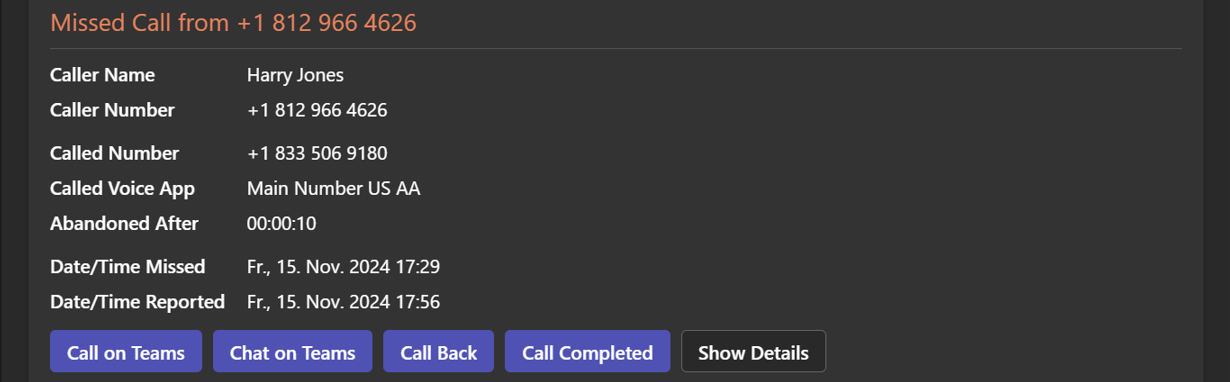 Missed Call from +1 812 966 4626
Caller Name Harry Jones
Caller Number +1 812 966 4626
Called Number +1 833 506 9180
Called Voice App Main Number US AA
Abandoned After 00:00:10
Date/Time Missed Fr., 15. Nov. 2024 17:29
Date/Time Reported Fr., 15. Nov. 2024 17:56
Call on Teams Chat on Teams Call Back Call Completed Show Details